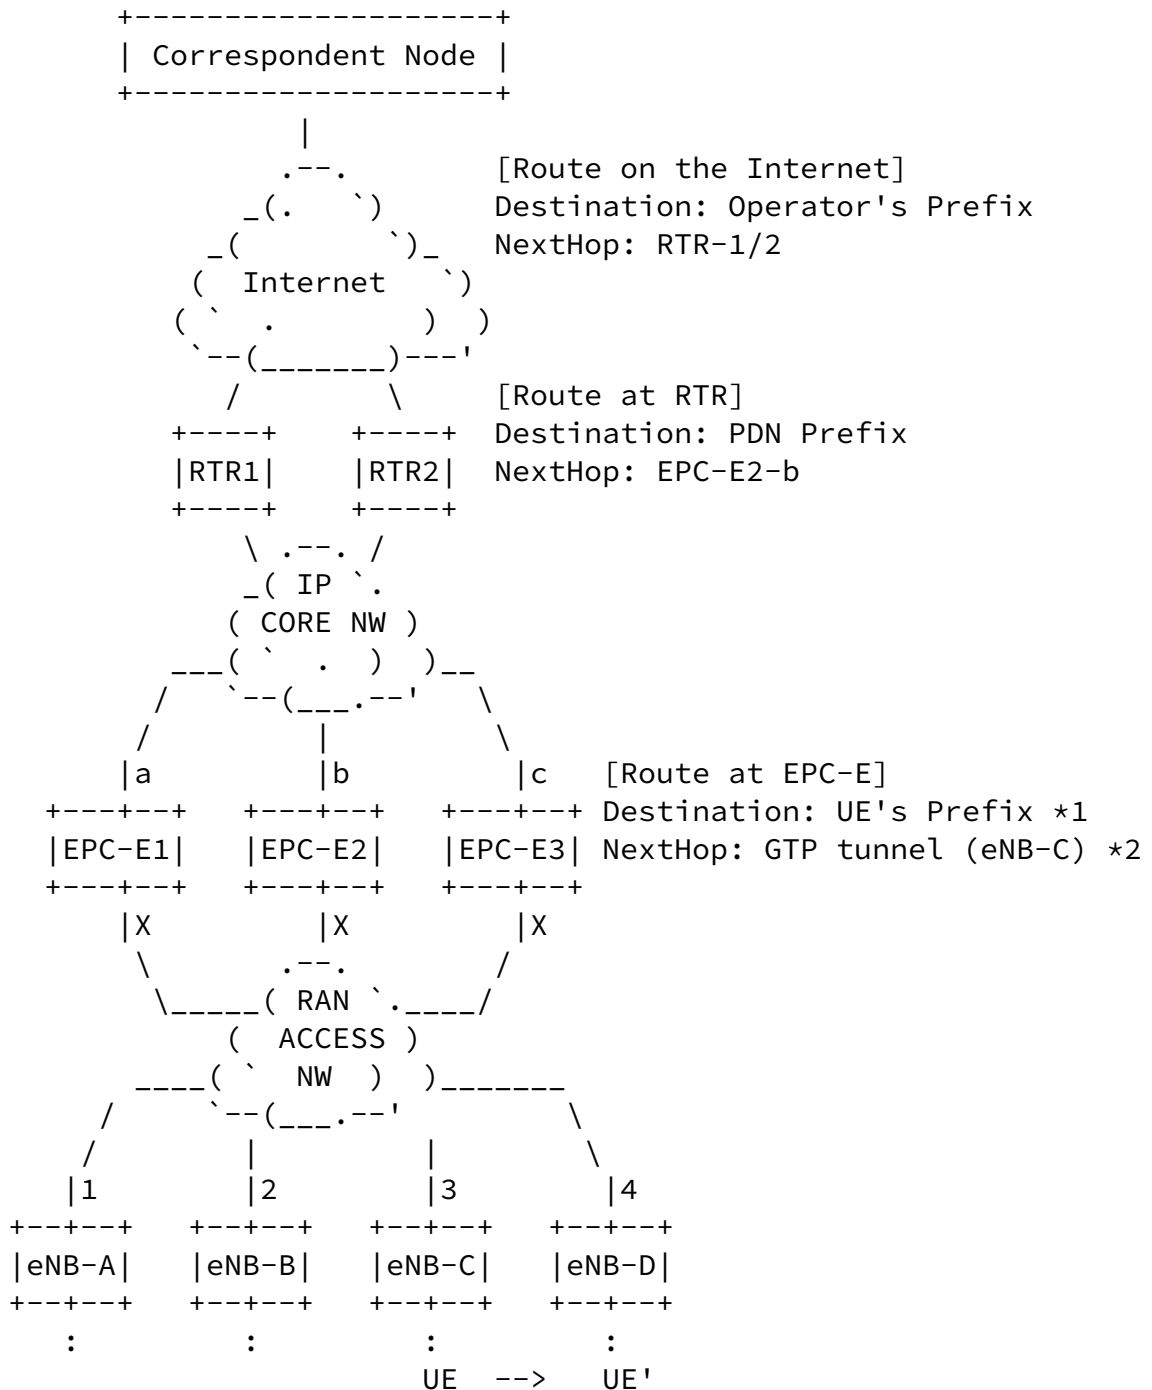 Correspondent Node
[Route on the Internet]
Destination: Operator's Prefix
NextHop: RTR-1/2
Internet
[Route at RTR]
Destination: PDN Prefix
RTR1 RTR2 NextHop: EPC-E2-b
IP
CORE NW
a b c [Route at EPC-E]
Destination: UE's Prefix *1
EPC-E1 EPC-E2 EPC-E3 NextHop: GTP tunnel (eNB-C) *2
X X X
RAN
ACCESS
NW
1 2 3 4
eNB-A eNB-B eNB-C eNB-D
: : : :
UE --> UE'